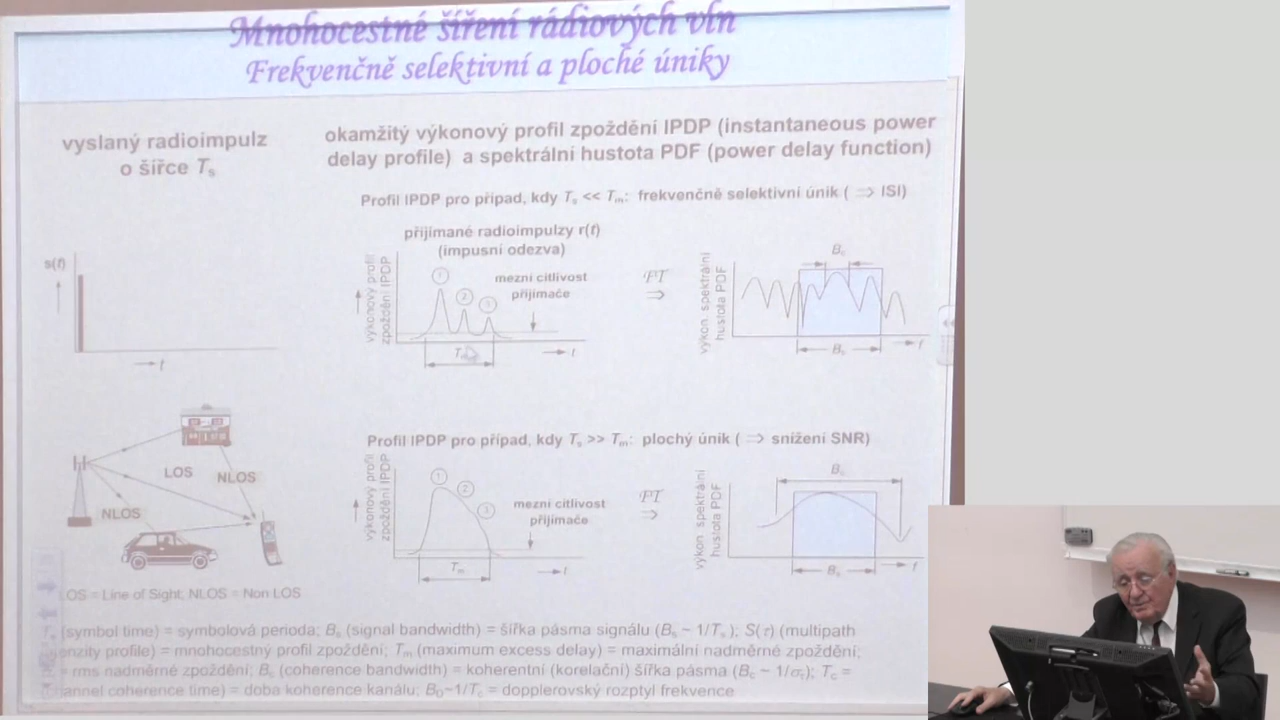 Mnohocestné šíření rádiových vln
Frekvenčně selektivní a ploché úniky
vyslaný radioimpulz
o šířce Ts
okamžitý výkonový profil zpoždění IPDP (instantaneous power
delay profile) a spektrální hustota PDF (power delay function)
Profil IPDP pro případ, kdy Ts << Tm: frekvenčně selektivní únik ( ⇒ ISI)
přijímané radioimpulzy r(t)
(impusní odezva)
s(t)
t
výkonový profil
zpoždění IPDP
1
2
3
mezní citlivost
přijímače
t
FT
⇒
výkon. spektrální
hustota PDF
Bc
Bs
f
Profil IPDP pro případ, kdy Ts >> Tm: plochý únik ( ⇒ snížení SNR)
LOS
NLOS
NLOS
výkonový profil
zpoždění IPDP
1
2
3
mezní citlivost
přijímače
Tm
t
FT
⇒
výkon. spektrální
hustota PDF
Bc
Bs
f
OS = Line of Sight, NLOS = Non LOS
(symbol time) = symbolová perioda; Bs (signal bandwidth) = šířka pásma signálu (Bs ~ 1/Ts); S(τ) (multipath
profile) = mnohocestný profil zpoždění; Tm (maximum excess delay) = maximální nadměrné zpoždění;
= rms nadměrné zpoždění; Bc (coherence bandwidth) = koherentní (korelační) šířka pásma (Bc ~ 1/στ); Tc =
annel coherence time) = doba koherence kanálu; BD~1/Tc = dopplerovský rozptyl frekvence